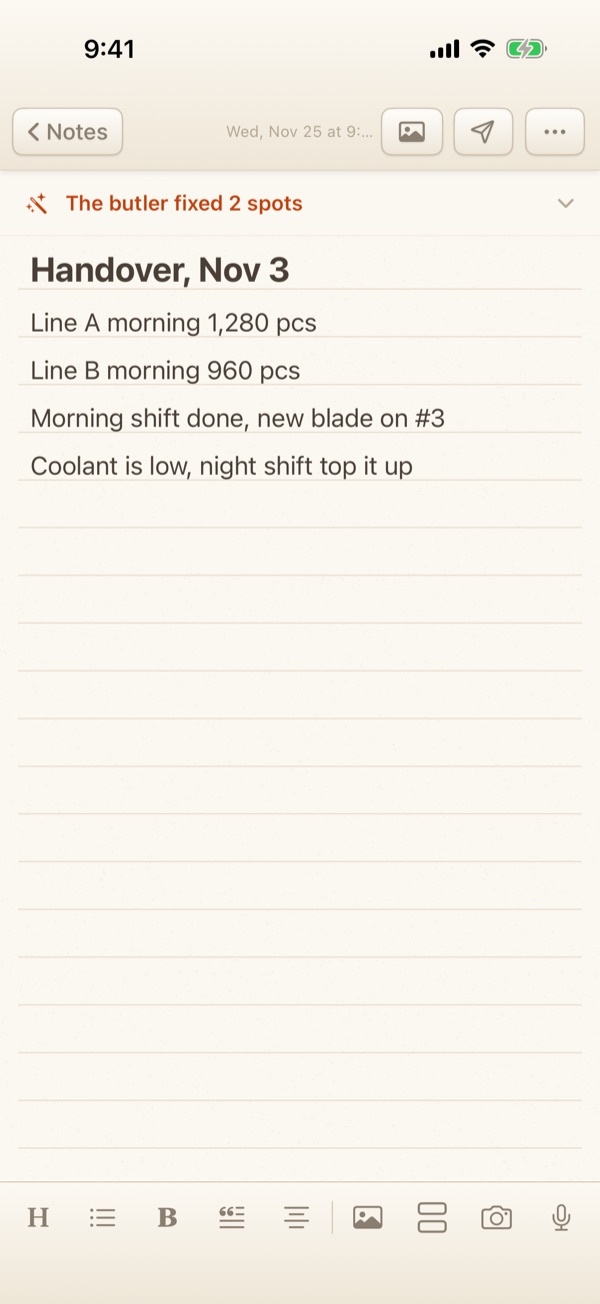 9:41
Notes
Wed, Nov 25 at 9:...
The butler fixed 2 spots
Handover, Nov 3
Line A morning 1,280 pcs
Line B morning 960 pcs
Morning shift done, new blade on #3
Coolant is low, night shift top it up
H
B